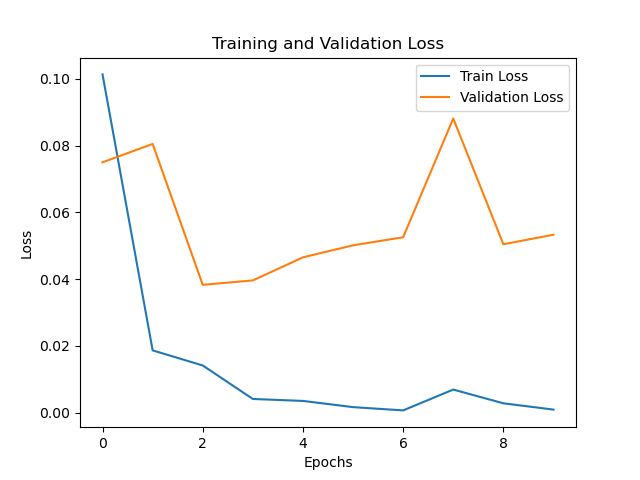 Training and Validation Loss
Train Loss
Validation Loss
Loss
0.10
0.08
0.06
0.04
0.02
0.00
0 2 4 6 8
Epochs